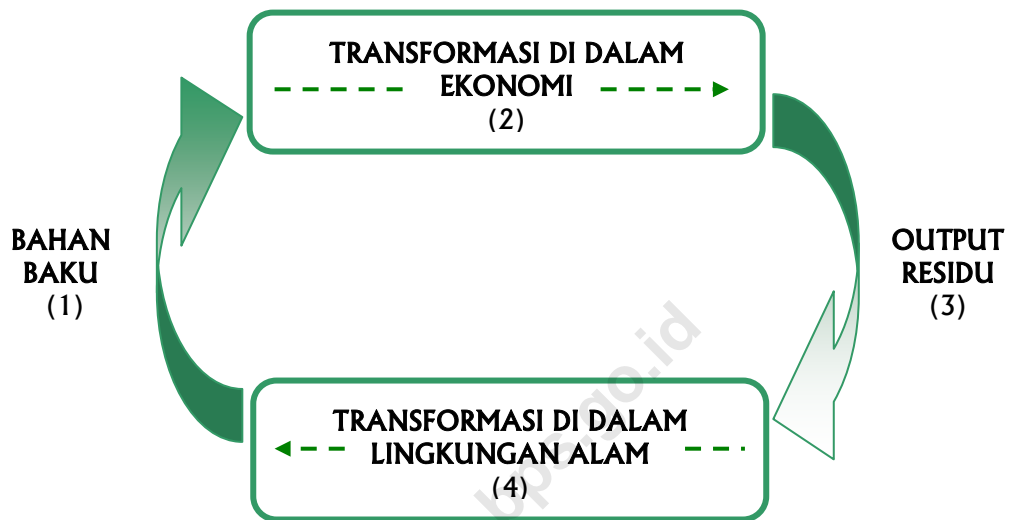 TRANSFORMASI DI DALAM
EKONOMI
(2)
BAHAN
BAKU
(1)
OUTPUT
RESIDU
(3)
TRANSFORMASI DI DALAM
LINGKUNGAN ALAM
(4)
bps.go.id